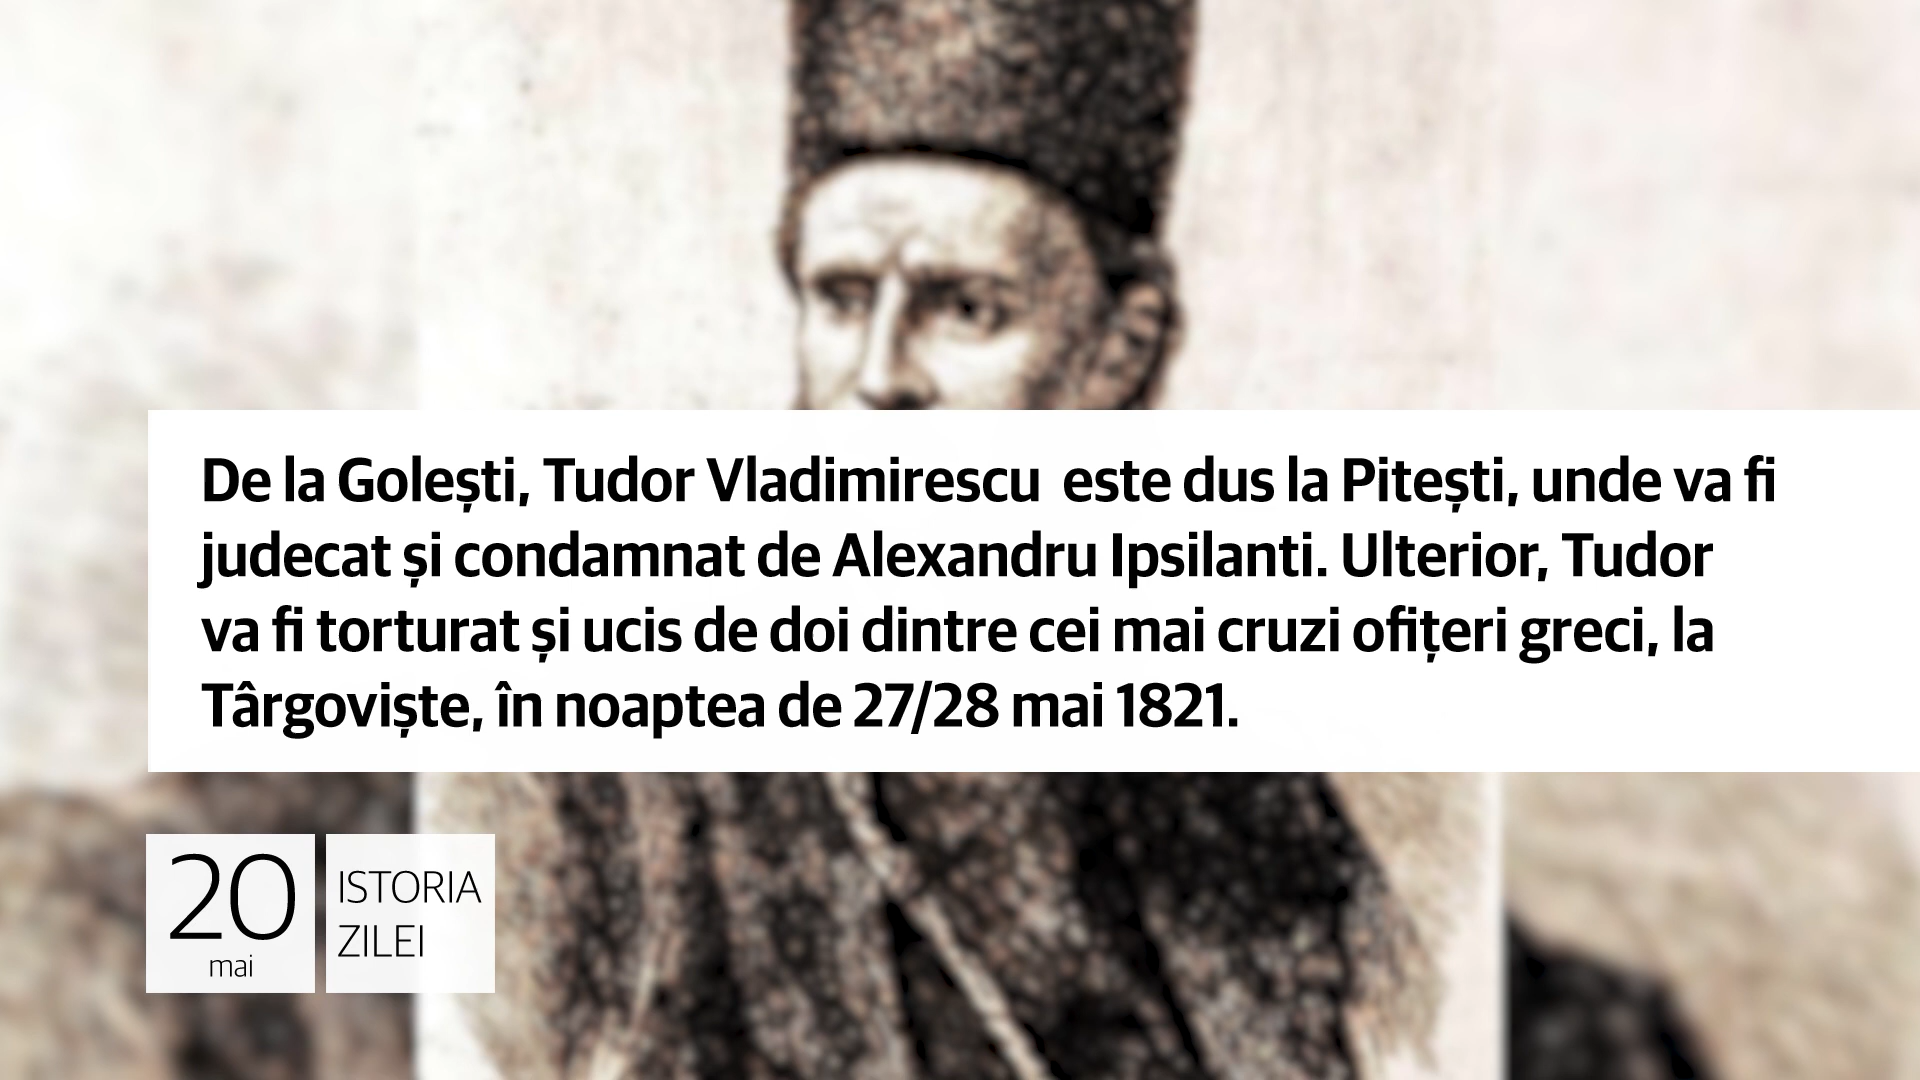 De la Golești, Tudor Vladimirescu  este dus la Pitești, unde va fi
judecat și condamnat de Alexandru Ipsilanti. Ulterior, Tudor
va fi torturat și ucis de doi dintre cei mai cruzi ofițeri greci, la
Târgoviște, în noaptea de 27/28 mai 1821.
20
mai
ISTORIA
ZILEI